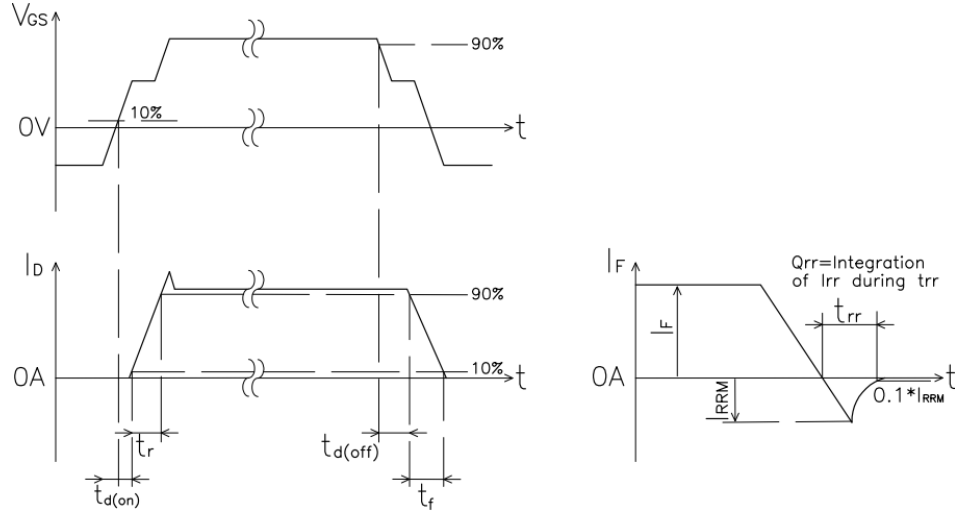 VGS
90%
10%
0V
t
ID
90%
10%
0A
t
tr
td(off)
td(on)
tf
IF
Qrr=Integration
of Irr during trr
trr
IF
0A
t
IRRM
0.1*IRRM